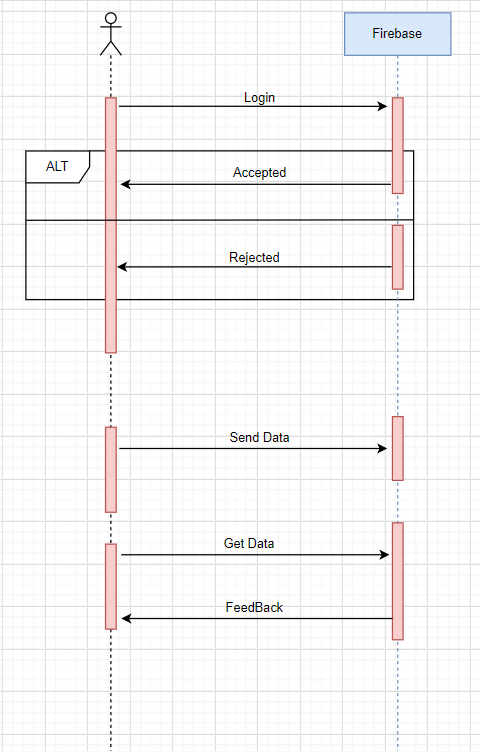 Firebase
Login
ALT
Accepted
Rejected
Send Data
Get Data
FeedBack